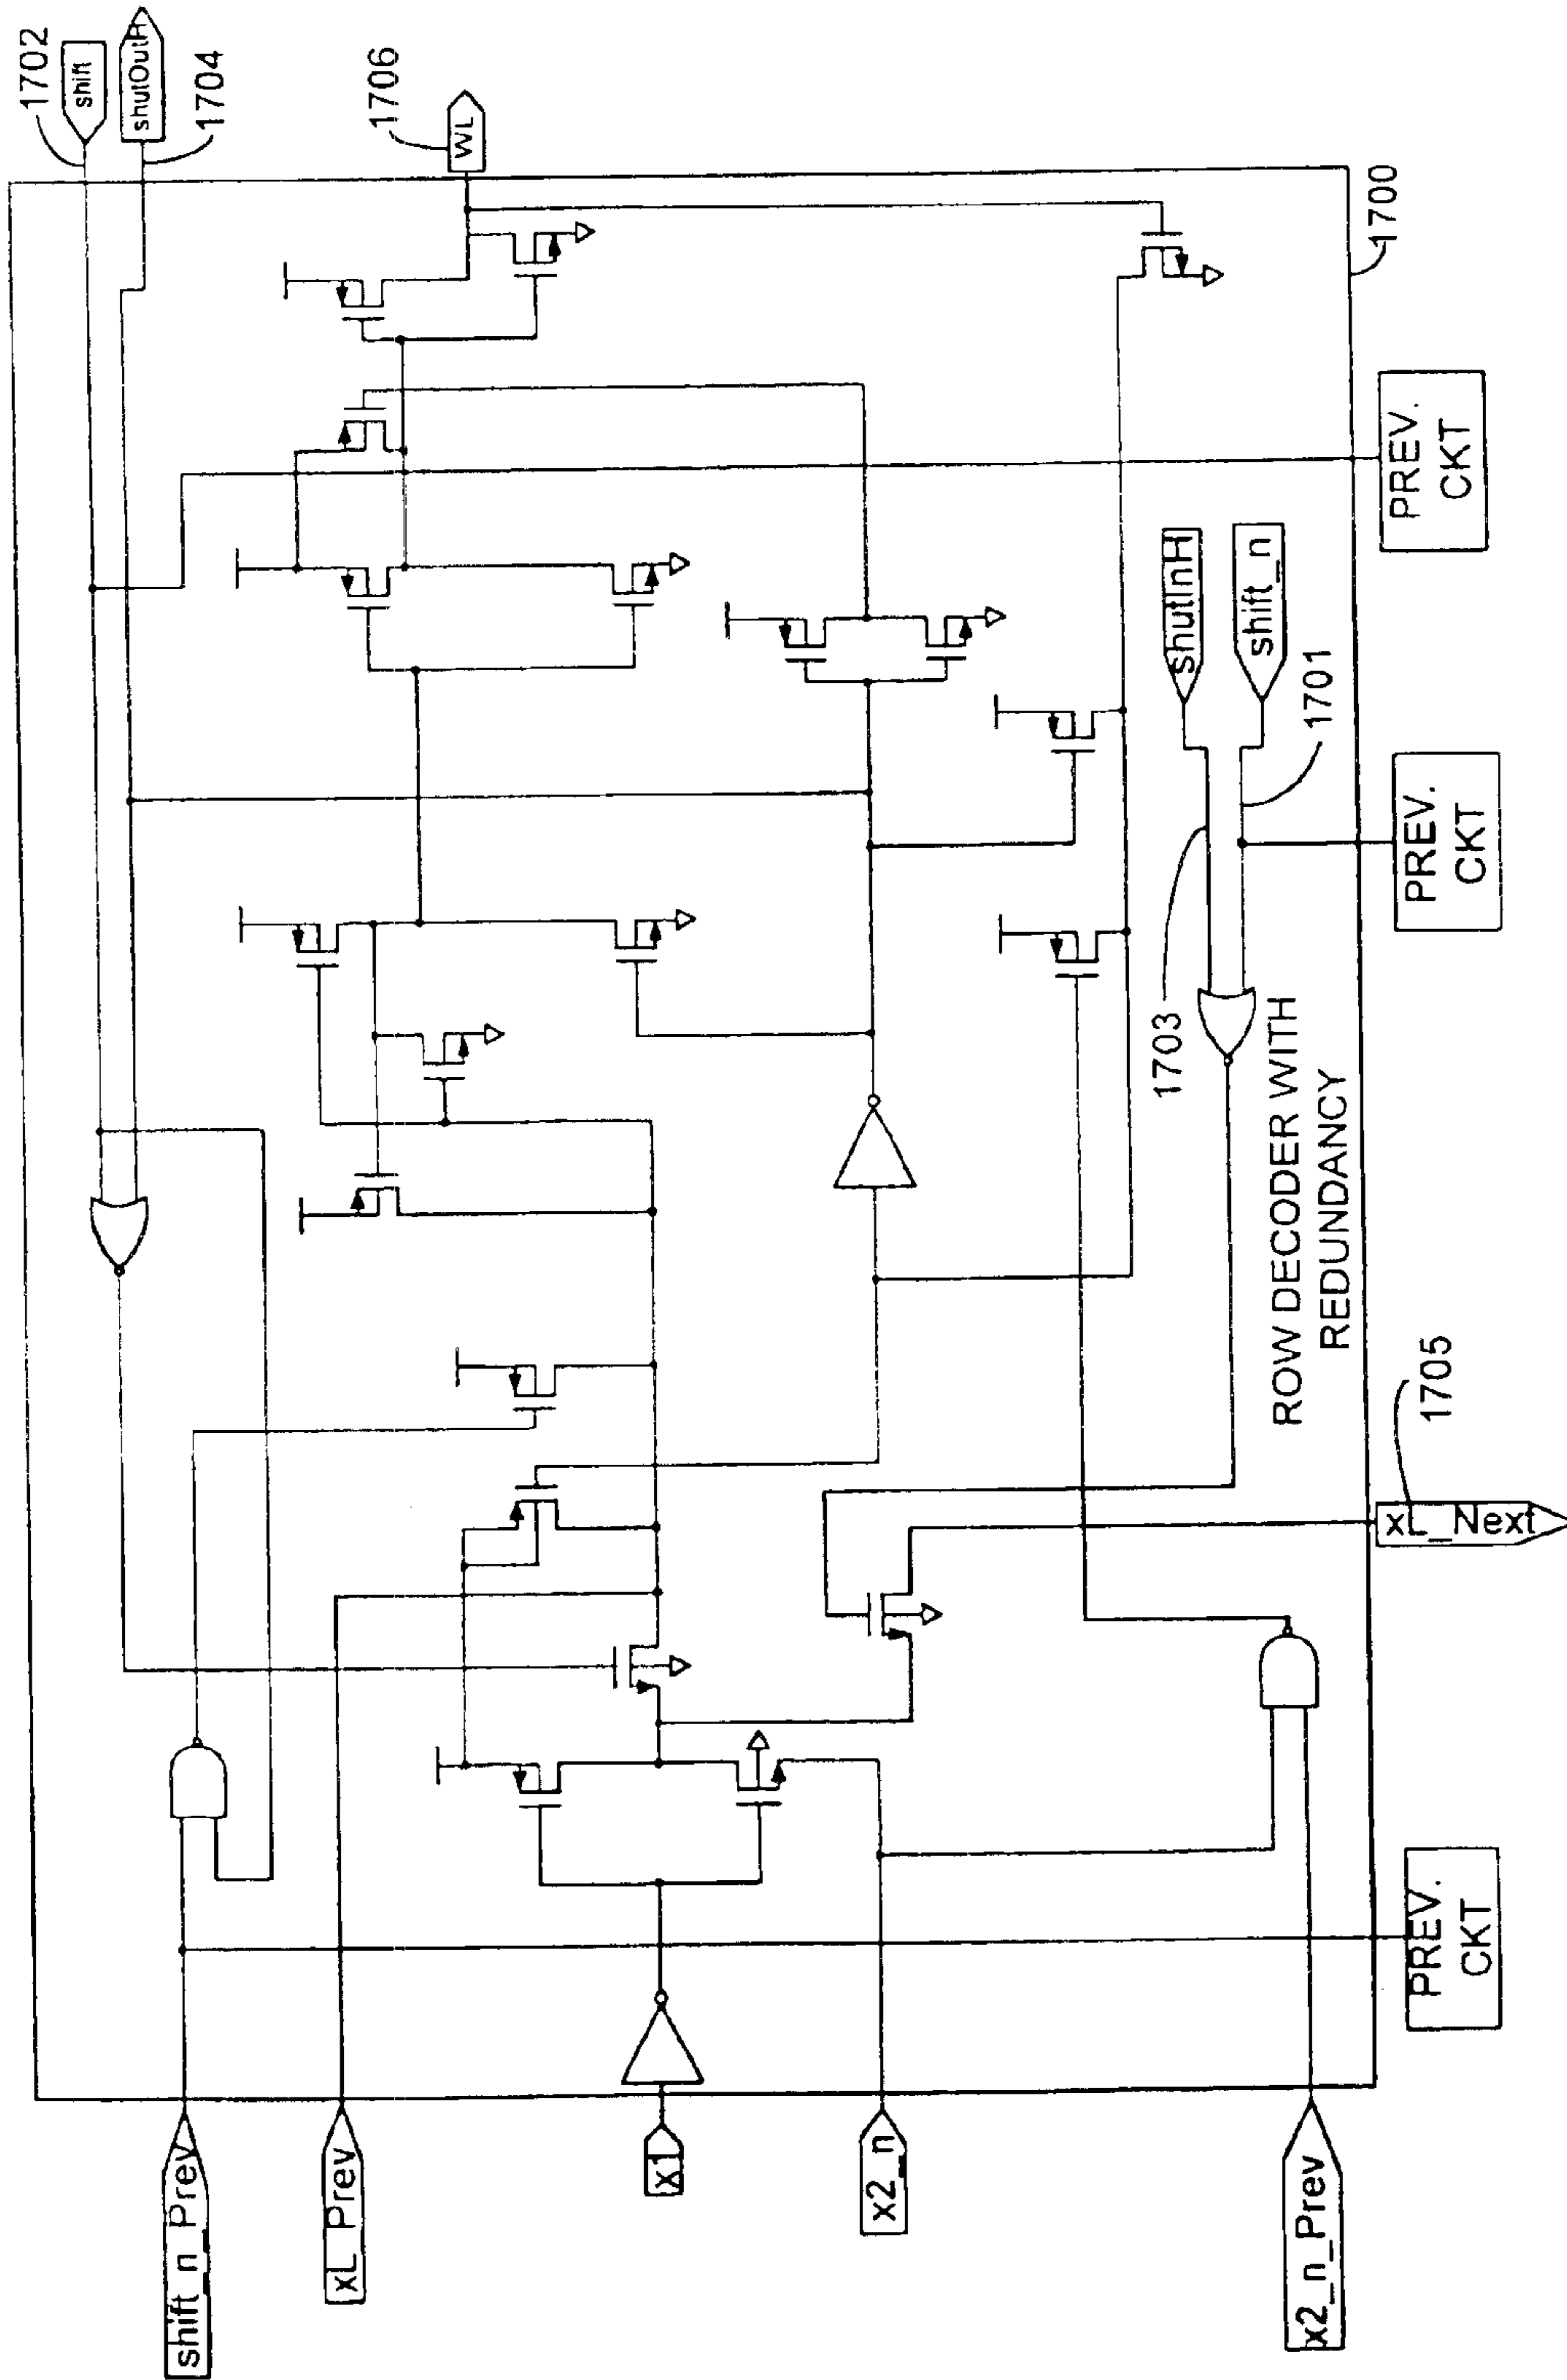 1702
shift
shutOutH
1704
1706
WL
1700
PREV.
CKT
shutInH
shift_n
1701
PREV.
CKT
1703
ROW DECODER WITH
REDUNDANCY
1705
xL_Next
PREV.
CKT
shift_n_Prev
xL_Prev
x1
x2_n
x2_n_Prev